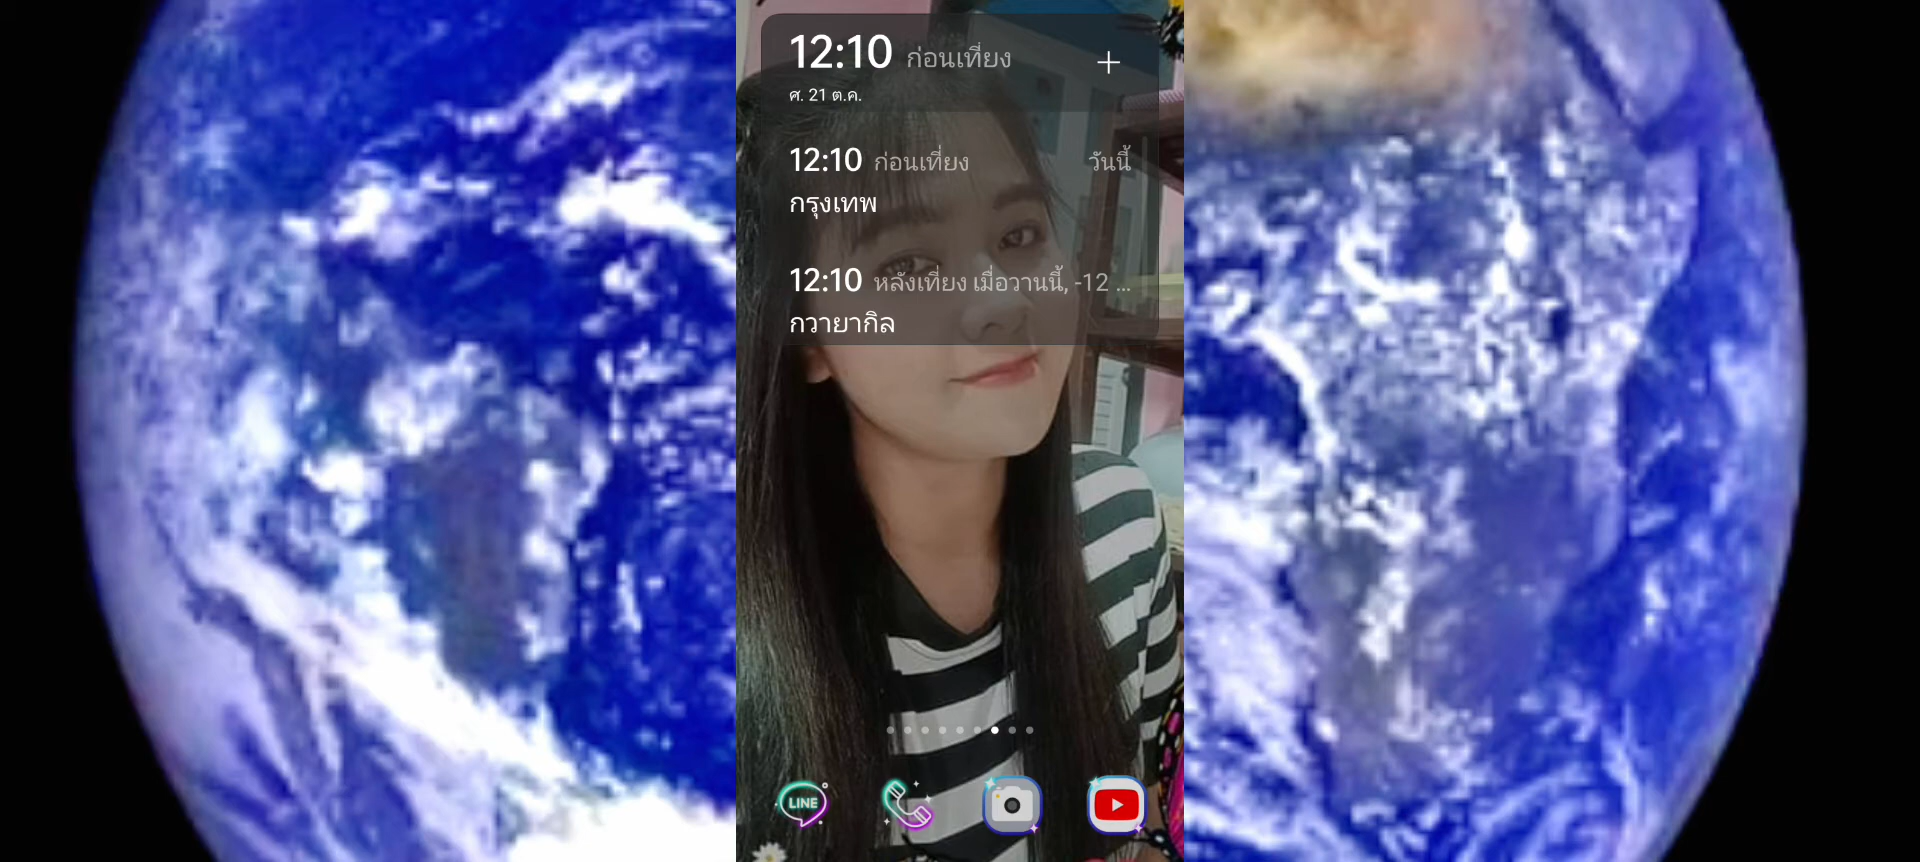 12:10 ก่อนเที่ยง +
ศ. 21 ต.ค.
12:10 ก่อนเที่ยง วันนี้
กรุงเทพ
12:10 หลังเที่ยง เมื่อวานนี้, -12 ...
กวายากิล
LINE